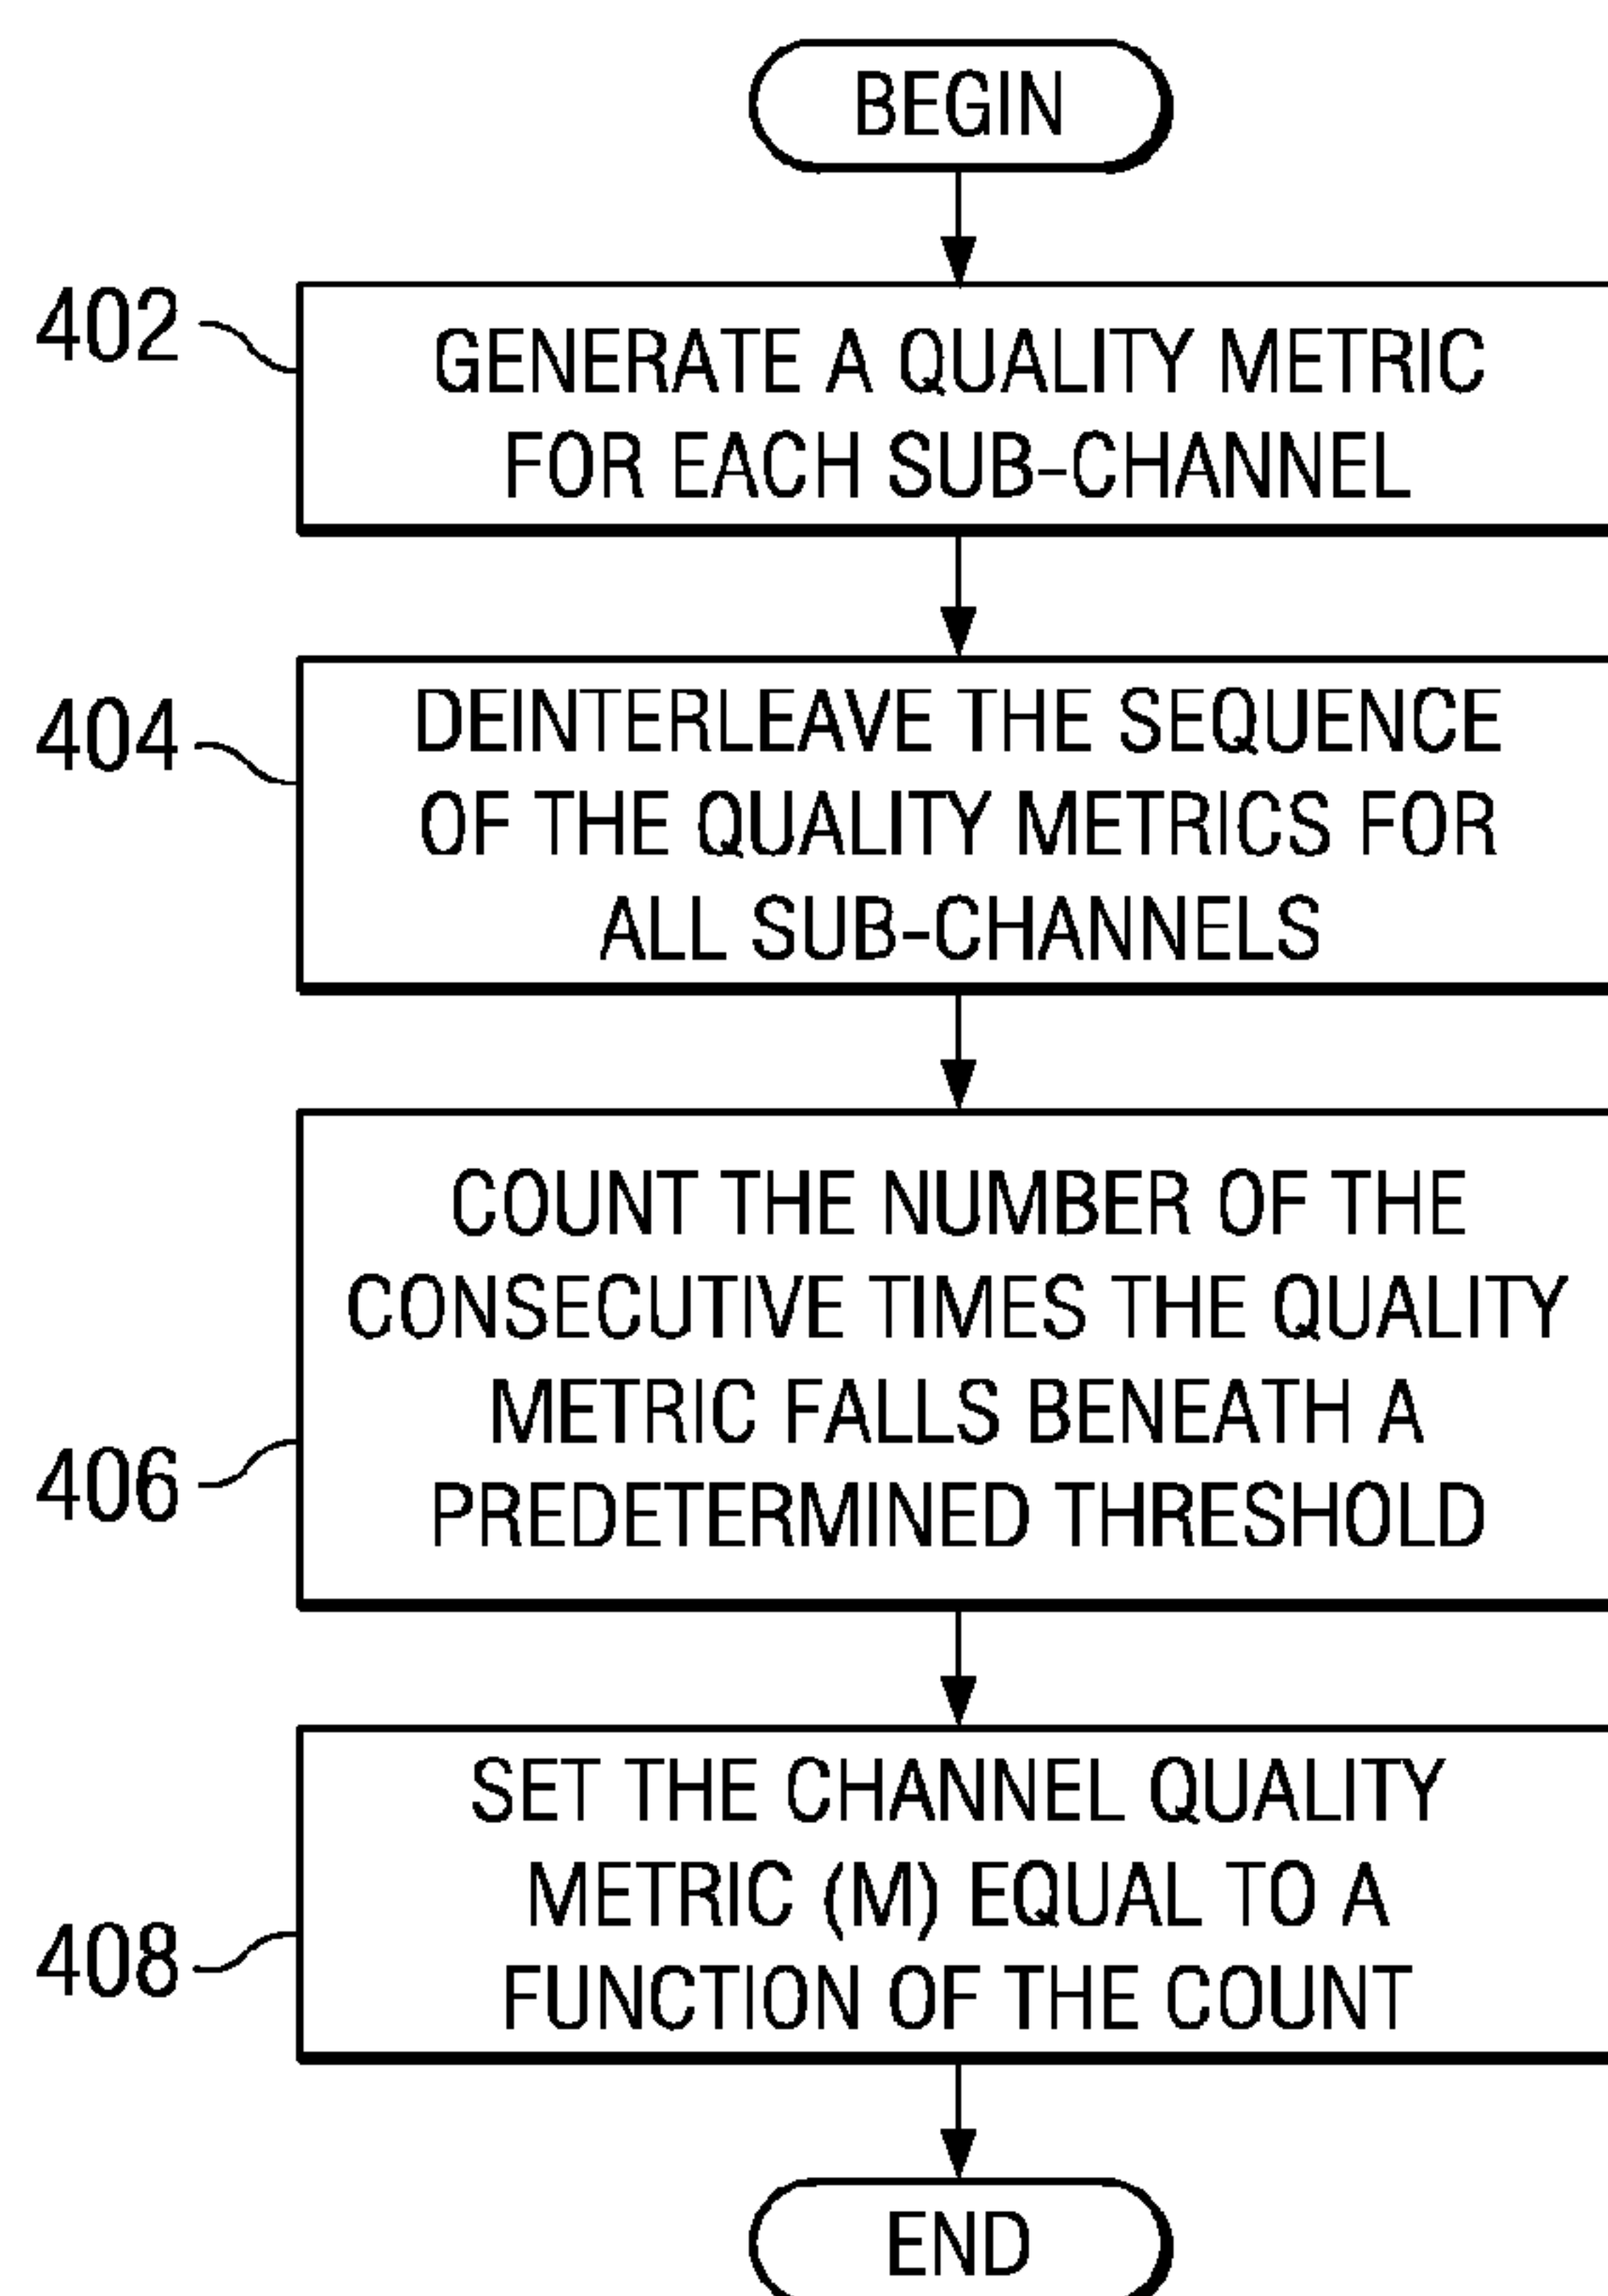 BEGIN
402
GENERATE A QUALITY METRIC
FOR EACH SUB-CHANNEL
404
DEINTERLEAVE THE SEQUENCE
OF THE QUALITY METRICS FOR
ALL SUB-CHANNELS
COUNT THE NUMBER OF THE
CONSECUTIVE TIMES THE QUALITY
METRIC FALLS BENEATH A
406
PREDETERMINED THRESHOLD
SET THE CHANNEL QUALITY
METRIC (M) EQUAL TO A
408
FUNCTION OF THE COUNT
END